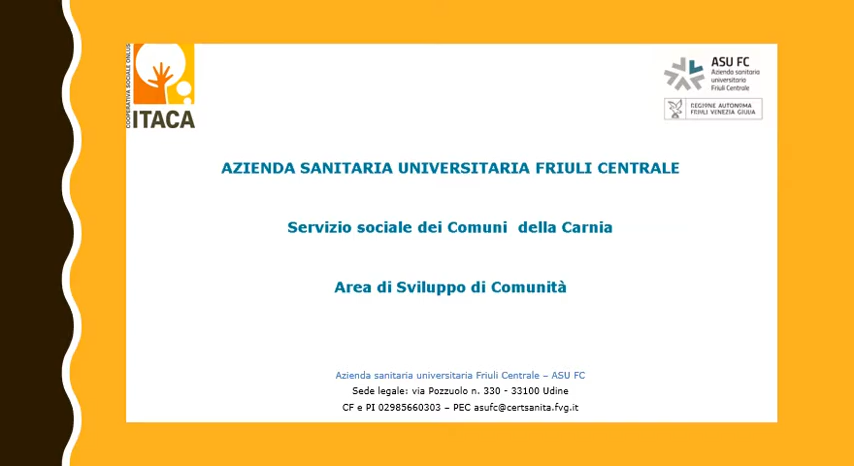 COOPERATIVA SOCIALE ONLUS
ITACA
ASU FC
Azienda sanitaria
universitaria
Friuli Centrale
REGIONE AUTONOMA
FRIULI VENEZIA GIULIA
AZIENDA SANITARIA UNIVERSITARIA FRIULI CENTRALE
Servizio sociale dei Comuni  della Carnia
Area di Sviluppo di Comunità
Azienda sanitaria universitaria Friuli Centrale – ASU FC
Sede legale: via Pozzuolo n. 330 - 33100 Udine
CF e PI 02985660303 – PEC asufc@certsanita.fvg.it